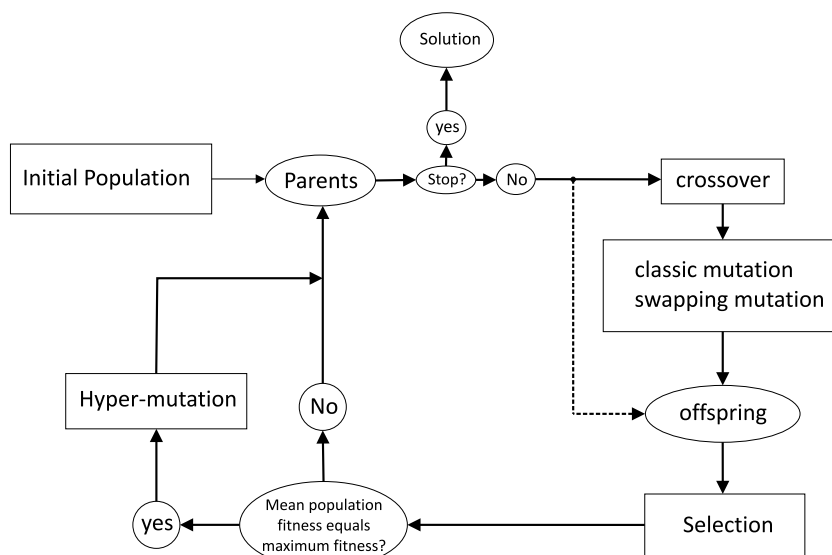 Solution
yes
Initial Population
Parents
Stop?
No
crossover
classic mutation
swapping mutation
Hyper-mutation
No
offspring
yes
Mean population
fitness equals
maximum fitness?
Selection